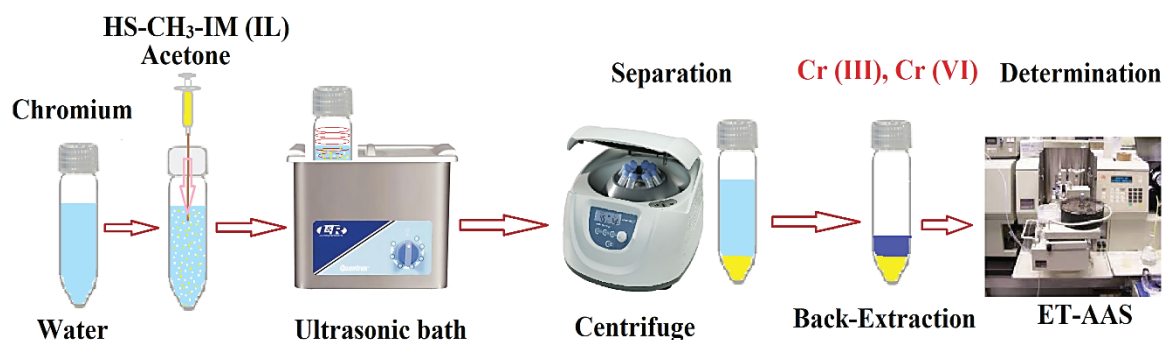 HS-CH₃-IM (IL)
Acetone
Chromium
Separation
Cr (III), Cr (VI)
Determination
Water
Ultrasonic bath
Centrifuge
Back-Extraction
ET-AAS